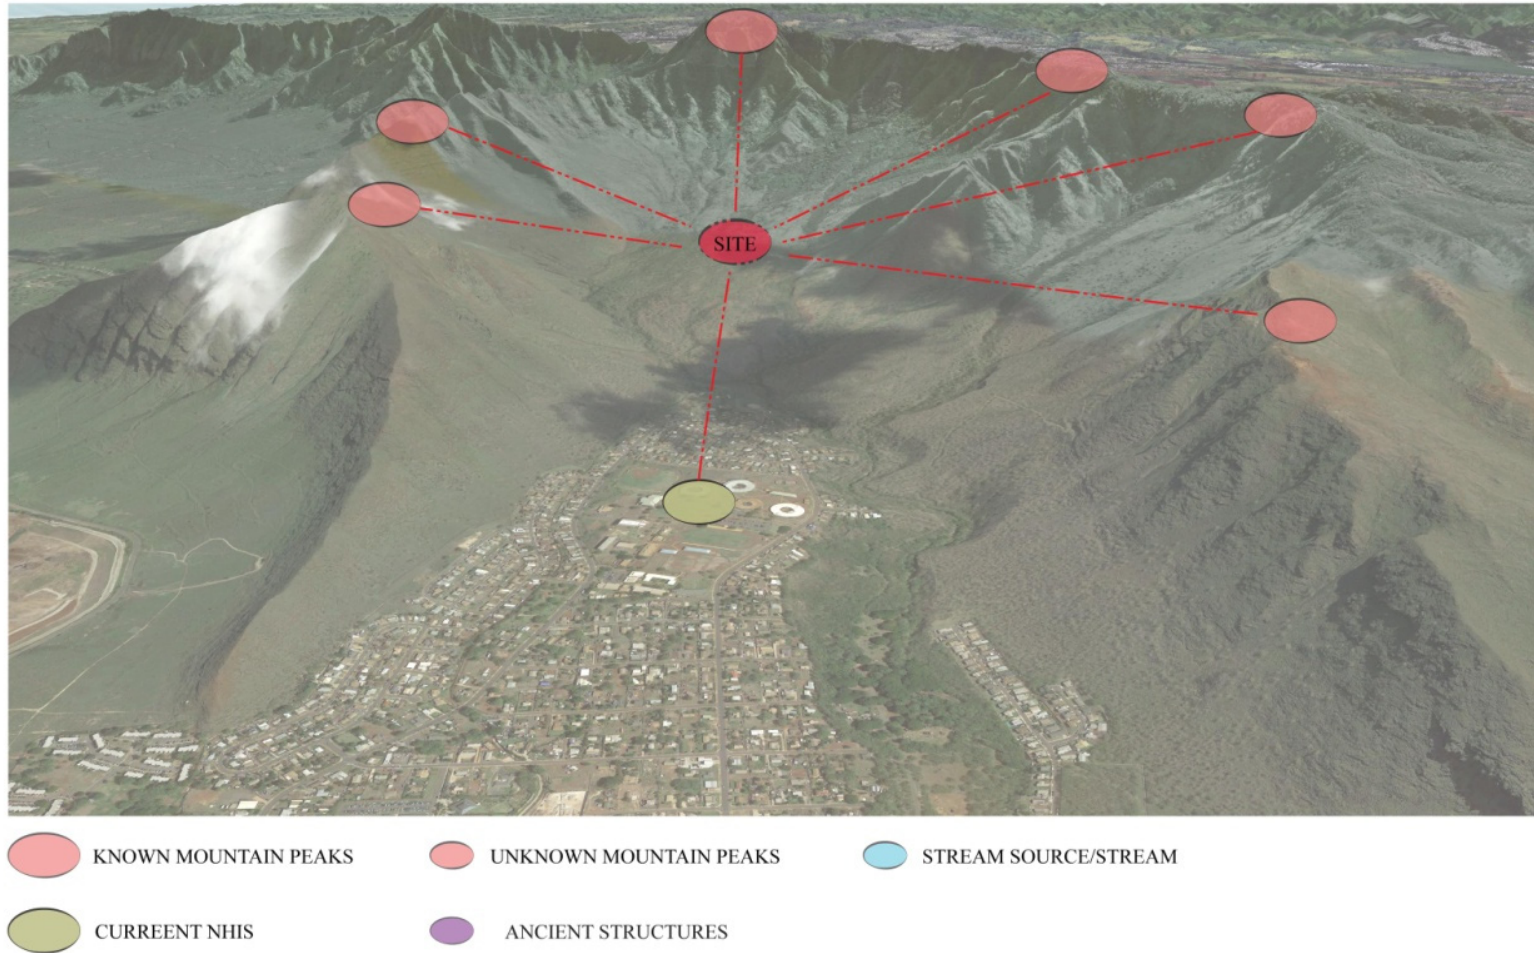 SITE
KNOWN MOUNTAIN PEAKS
UNKNOWN MOUNTAIN PEAKS
STREAM SOURCE/STREAM
CURREENT NHIS
ANCIENT STRUCTURES